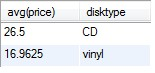 avg(price) disktype
26.5 CD
16.9625 vinyl